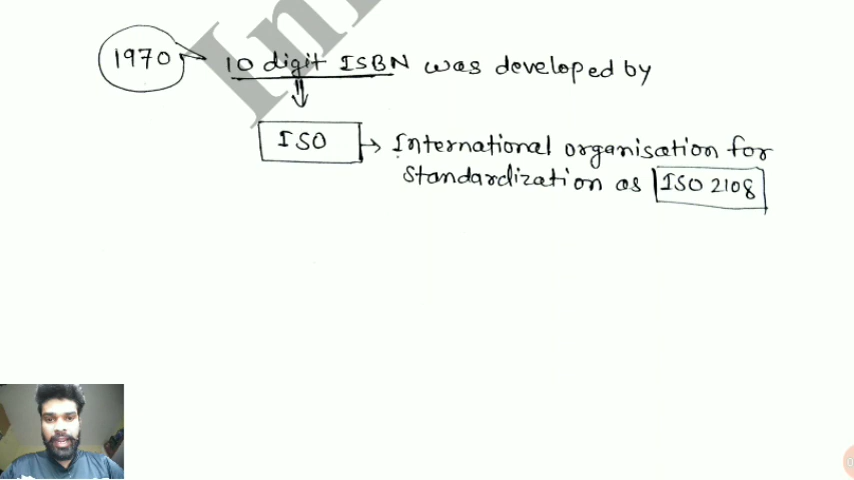 1970 10 digit ISBN was developed by
ISO International organisation for
standardization as ISO 2108